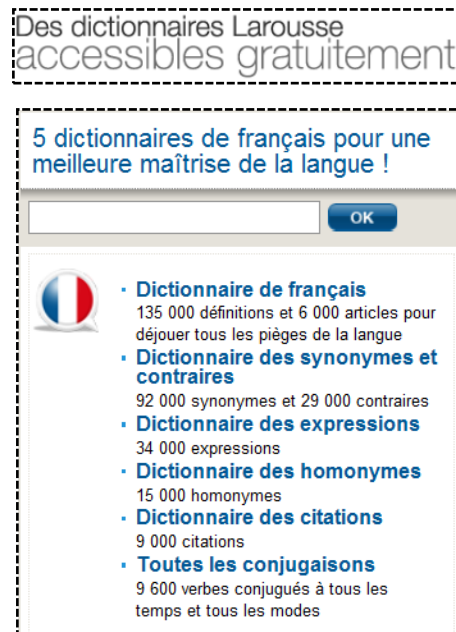 Des dictionnaires Larousse
accessibles gratuitement
5 dictionnaires de français pour une
meilleure maîtrise de la langue !
OK
Dictionnaire de français
135 000 définitions et 6 000 articles pour
déjouer tous les pièges de la langue
Dictionnaire des synonymes et
contraires
92 000 synonymes et 29 000 contraires
Dictionnaire des expressions
34 000 expressions
Dictionnaire des homonymes
15 000 homonymes
Dictionnaire des citations
9 000 citations
Toutes les conjugaisons
9 600 verbes conjugués à tous les
temps et tous les modes